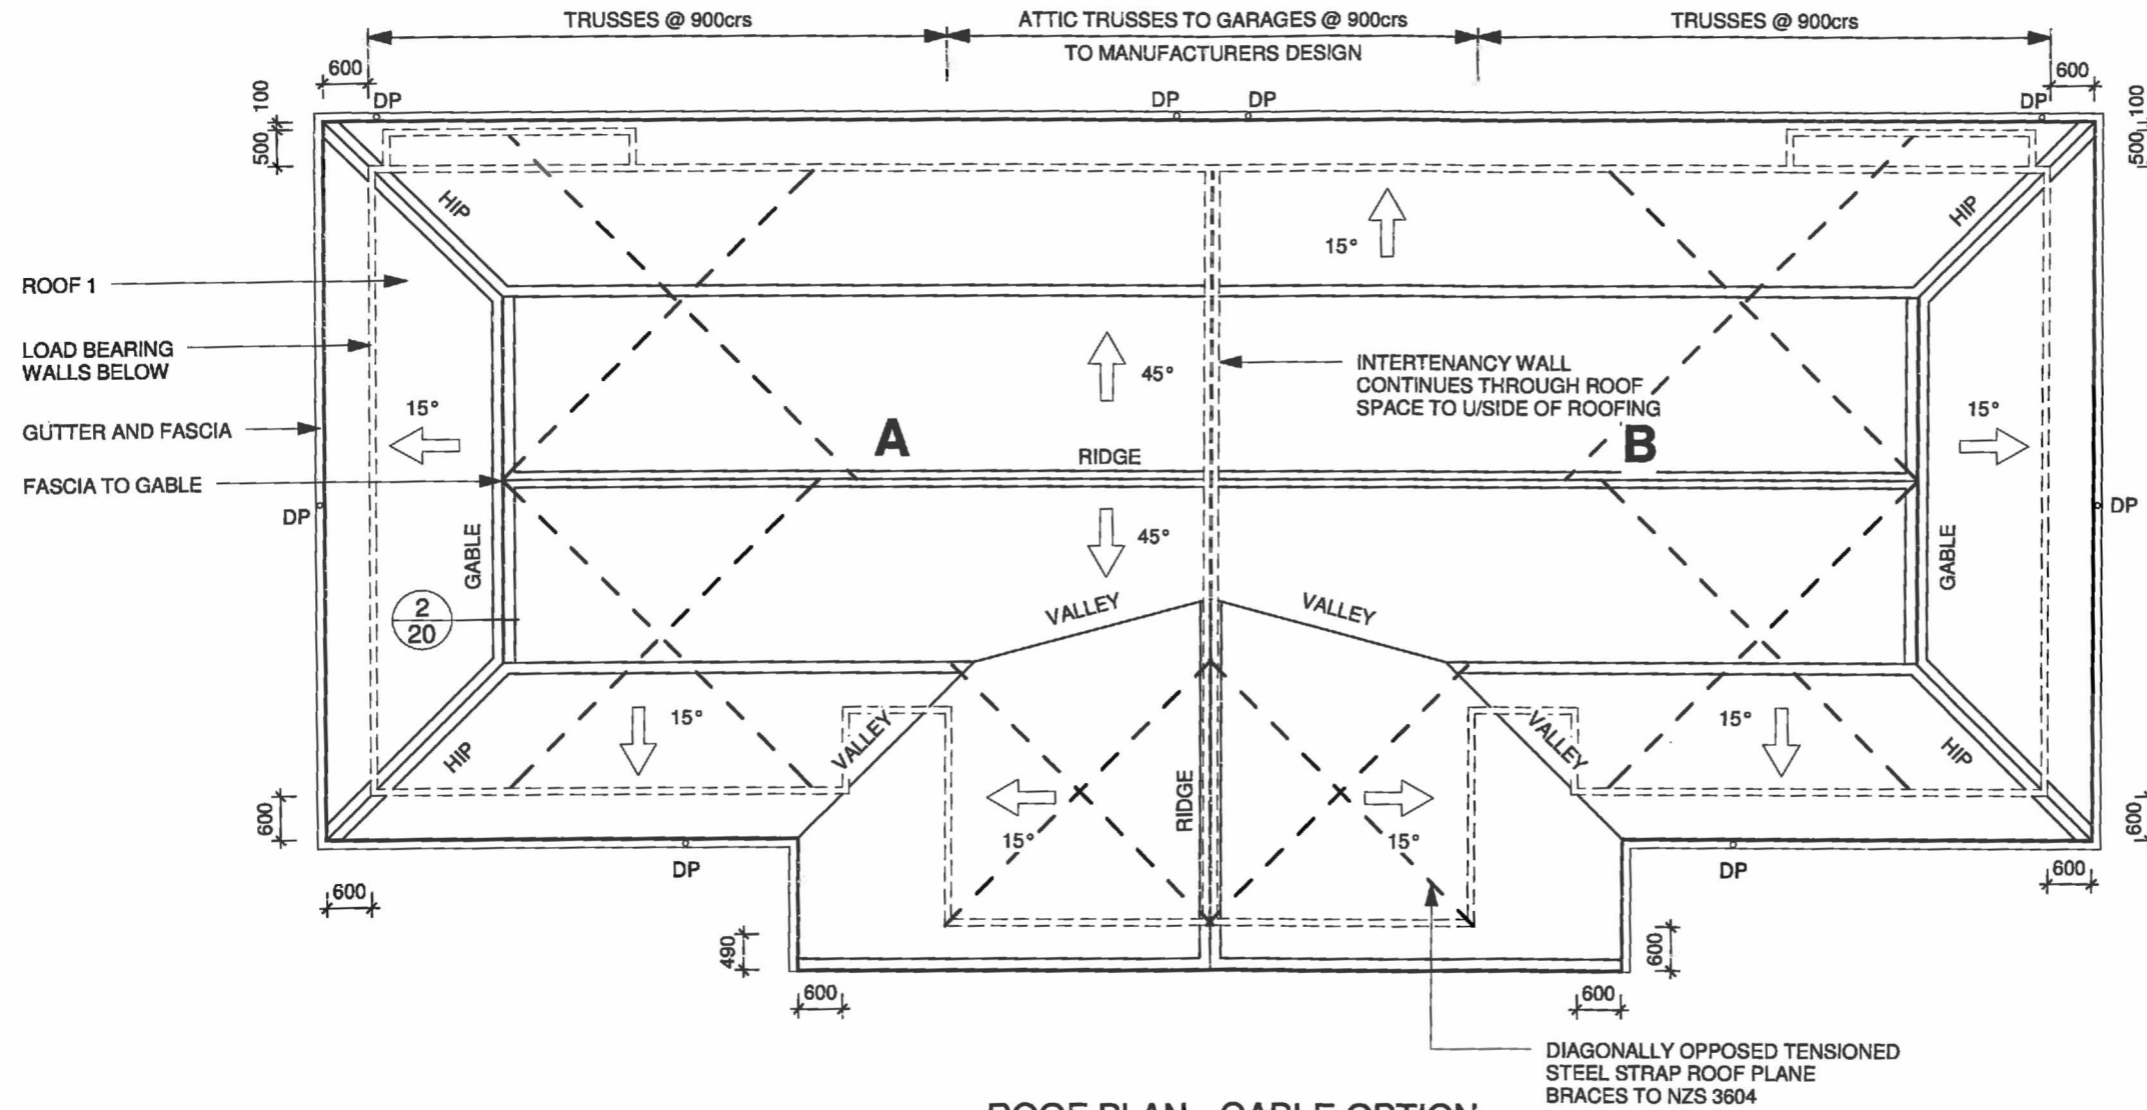 TRUSSES @ 900crs
ATTIC TRUSSES TO GARAGES @ 900crs
TO MANUFACTURERS DESIGN
TRUSSES @ 900crs
600
600
100
500
DP
DP
DP
DP
100
500
HIP
HIP
15°
ROOF 1
LOAD BEARING
WALLS BELOW
45°
INTERTENANCY WALL
CONTINUES THROUGH ROOF
SPACE TO U/SIDE OF ROOFING
15°
15°
GUTTER AND FASCIA
A
B
RIDGE
FASCIA TO GABLE
DP
DP
GABLE
45°
GABLE
2
20
VALLEY
VALLEY
15°
15°
VALLEY
VALLEY
HIP
HIP
RIDGE
600
600
15°
15°
DP
DP
600
600
490
600
600
600
DIAGONALLY OPPOSED TENSIONED
STEEL STRAP ROOF PLANE
BRACES TO NZS 3604
ROOF PLAN - GABLE OPTION